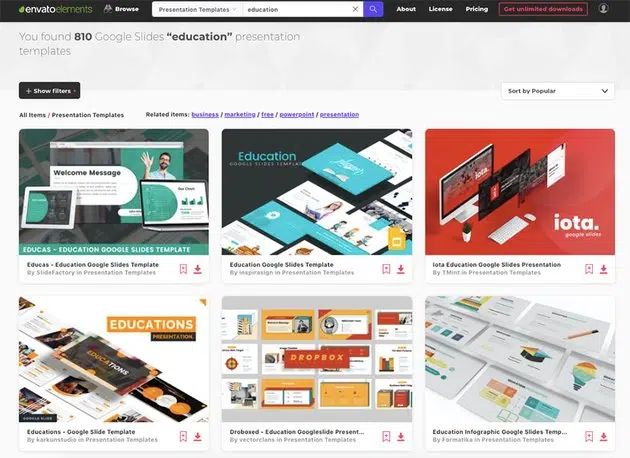 envatoelements
Browse
Presentation Templates
education
About
License
Pricing
Get unlimited downloads
You found 810 Google Slides “education” presentation
templates
+ Show filters
Sort by Popular
All Items / Presentation Templates
Related items: business / marketing / free / powerpoint / presentation
Welcome Message
Our Chart
EDUCAS - EDUCATION GOOGLE SLIDES TEMPLATE
Education
GOOGLE SLIDES TEMPLATE
iota.
google slides
Educas - Education Google Slides Template
By SlideFactory in Presentation Templates
Education Google Slides Template
By inspirasign in Presentation Templates
Iota Education Google Slides Presentation
By TMint in Presentation Templates
EDUCATIONS
PRESENTATION
EDUCATIONS
GOOGLE SLIDE
DROPBOX
Educations - Google Slide Template
By karkunstudio in Presentation Templates
Droboxed - Education Googleslide Present...
By vectorclans in Presentation Templates
Education Infographic Google Slides Temp...
By Formatika in Presentation Templates